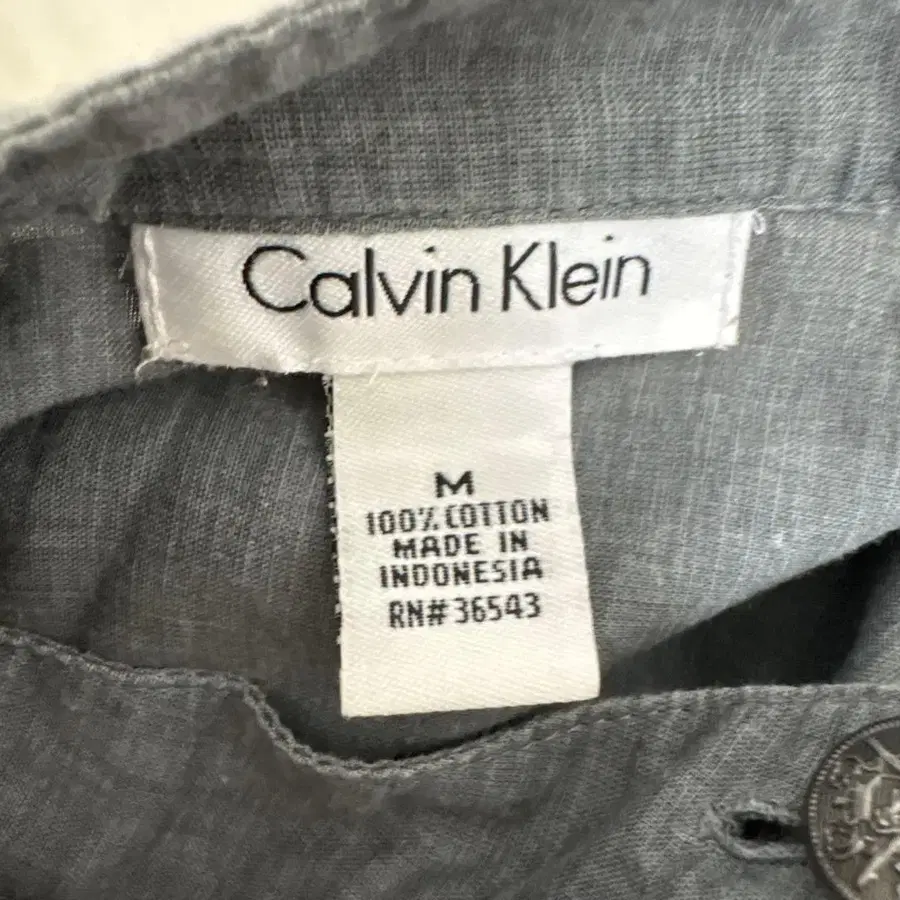 Calvin Klein
M
100% COTTON
MADE IN
INDONESIA
RN# 36543